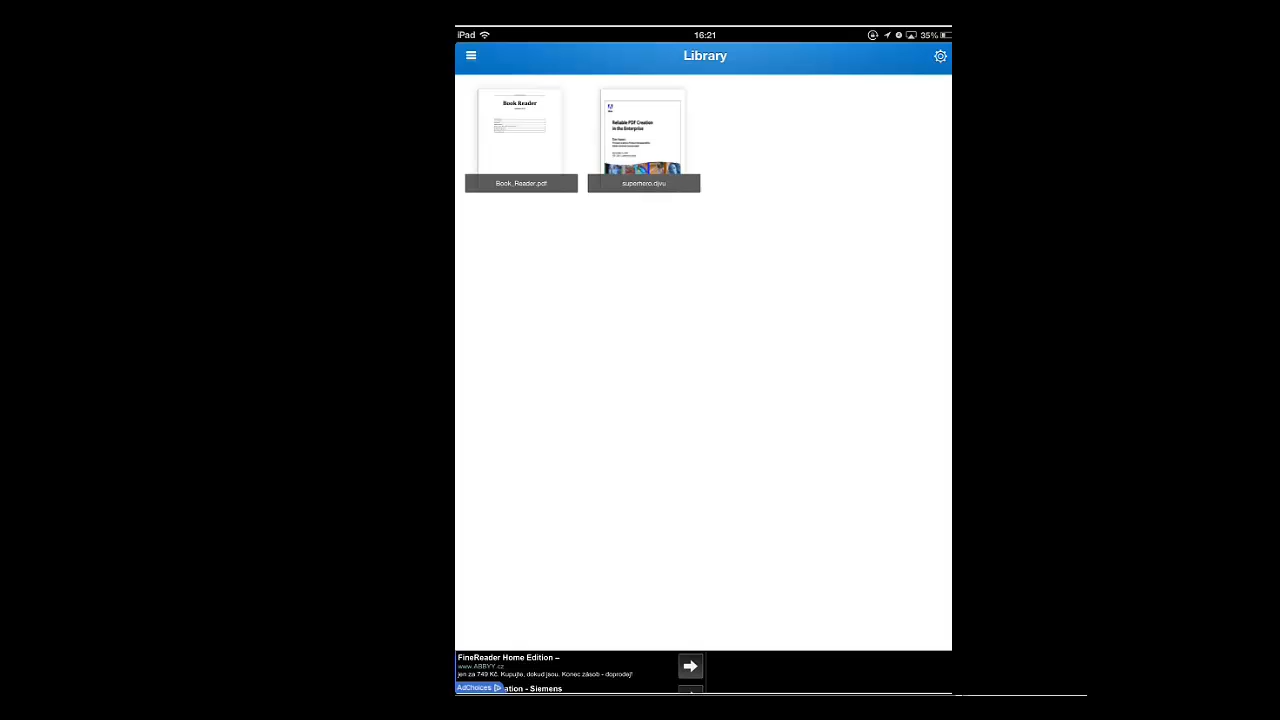 iPad
16:21
35%
Library
Book Reader
Reliable PDF Creation
in the Enterprise
Book_Reader.pdf
superhero.djvu
FineReader Home Edition –
www.ABBYY.cz
jen za 749 Kč. Kupujte, dokud jsou. Konec zásob - doprodej!
AdChoices
ation - Siemens